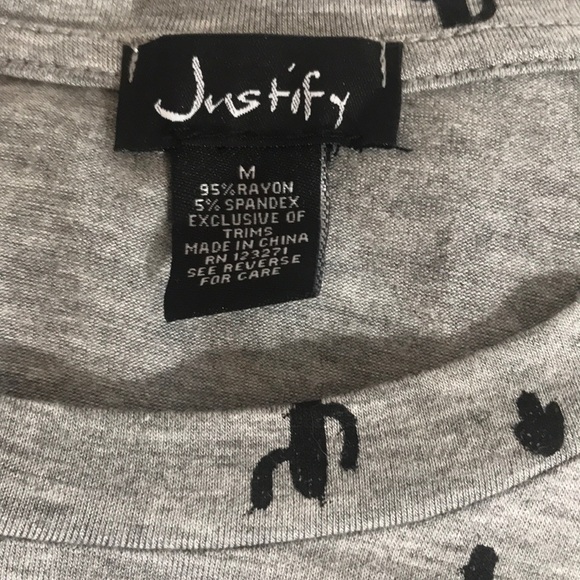 Justify
M
95%RAYON
5% SPANDEX
EXCLUSIVE OF
TRIMS
MADE IN CHINA
RN 123271
SEE REVERSE
FOR CARE